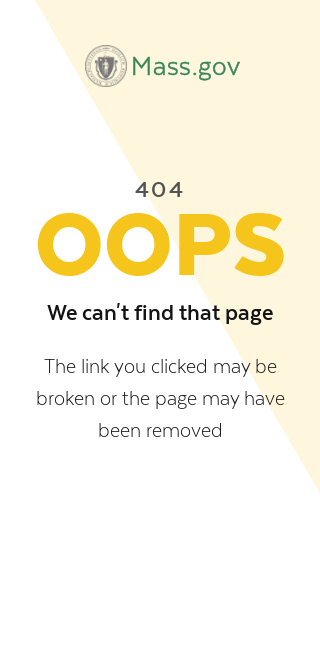 Mass.gov
404
OOPS
We can't find that page
The link you clicked may be
broken or the page may have
been removed